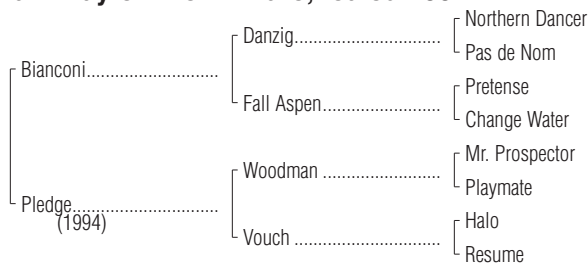 Northern Dancer
Danzig
Pas de Nom
Bianconi
Pretense
Fall Aspen
Change Water
Mr. Prospector
Woodman
Playmate
Pledge
(1994)
Halo
Vouch
Resume